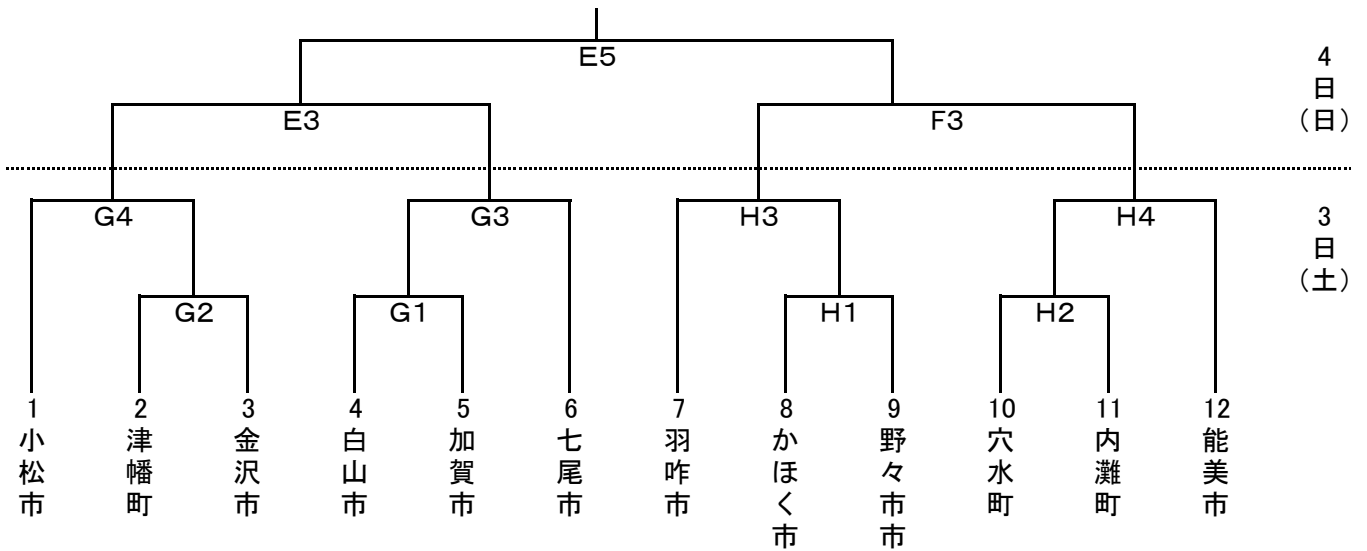 E5
E3
F3
4日(日)
G4
G3
H3
H4
3日(土)
G2
G1
H1
H2
1 小松市
2 津幡町
3 金沢市
4 白山市
5 加賀市
6 七尾市
7 羽咋市
8 かほく市
9 野々市市
10 穴水町
11 内灘町
12 能美市